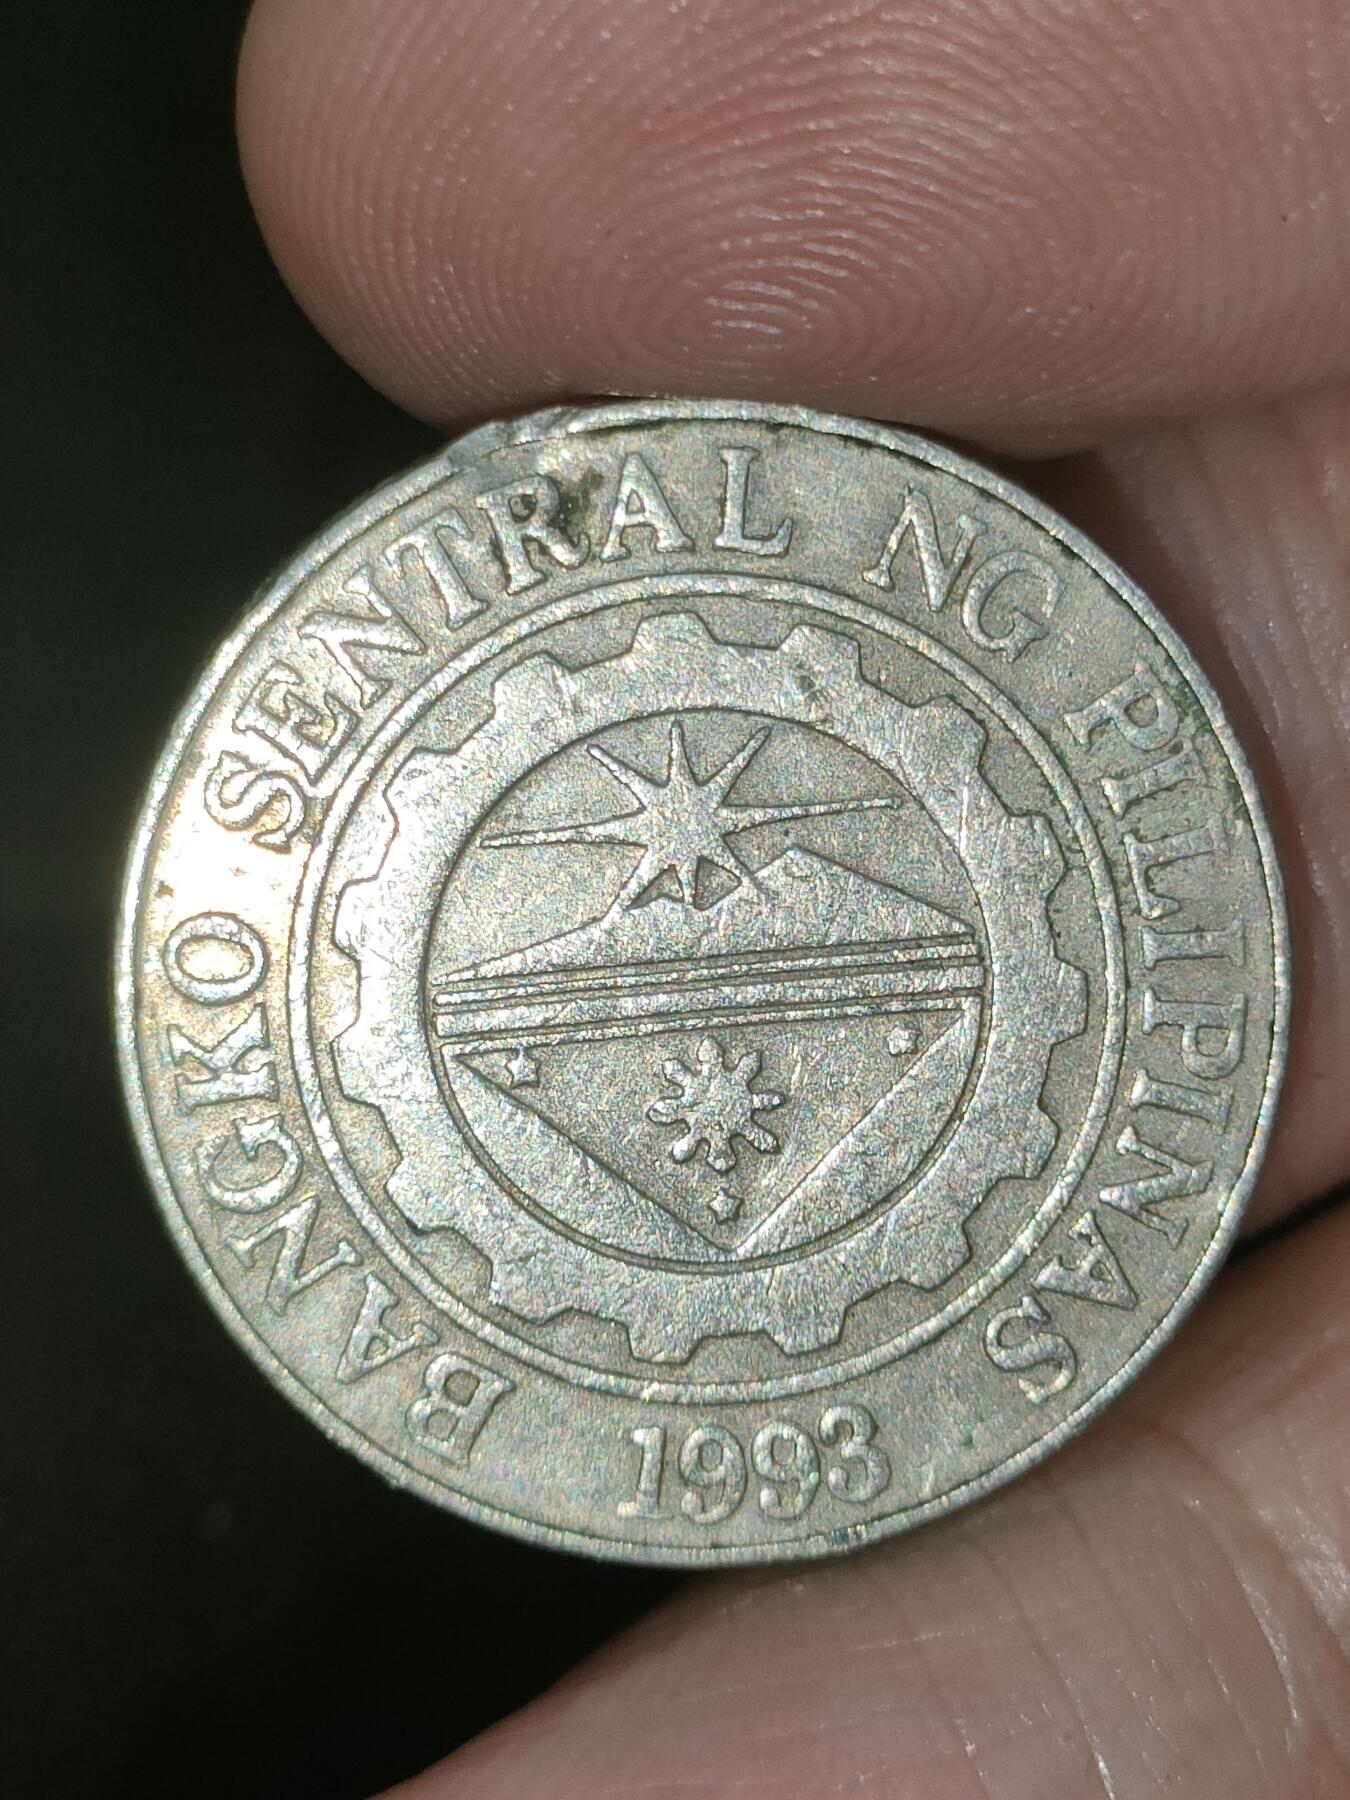 BANGKO SENTRAL NG PILIPINAS
1993